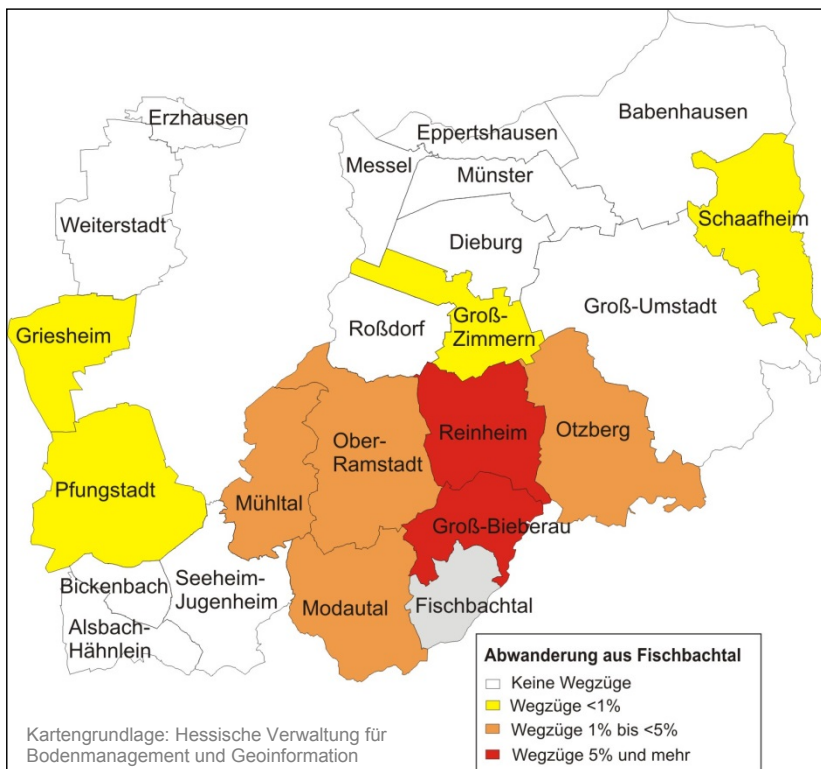 Erzhausen
Babenhausen
Eppertshausen
Messel
Münster
Schaafheim
Weiterstadt
Dieburg
Groß-Umstadt
Griesheim
Roßdorf
Groß-
Zimmern
Reinheim
Otzberg
Ober-
Ramstadt
Pfungstadt
Mühltal
Groß-Bieberau
Bickenbach
Seeheim-
Jugenheim
Modautal
Fischbachtal
Alsbach-
Hähnlein
Abwanderung aus Fischbachtal
Keine Wegzüge
Wegzüge <1%
Wegzüge 1% bis <5%
Wegzüge 5% und mehr
Kartengrundlage: Hessische Verwaltung für
Bodenmanagement und Geoinformation